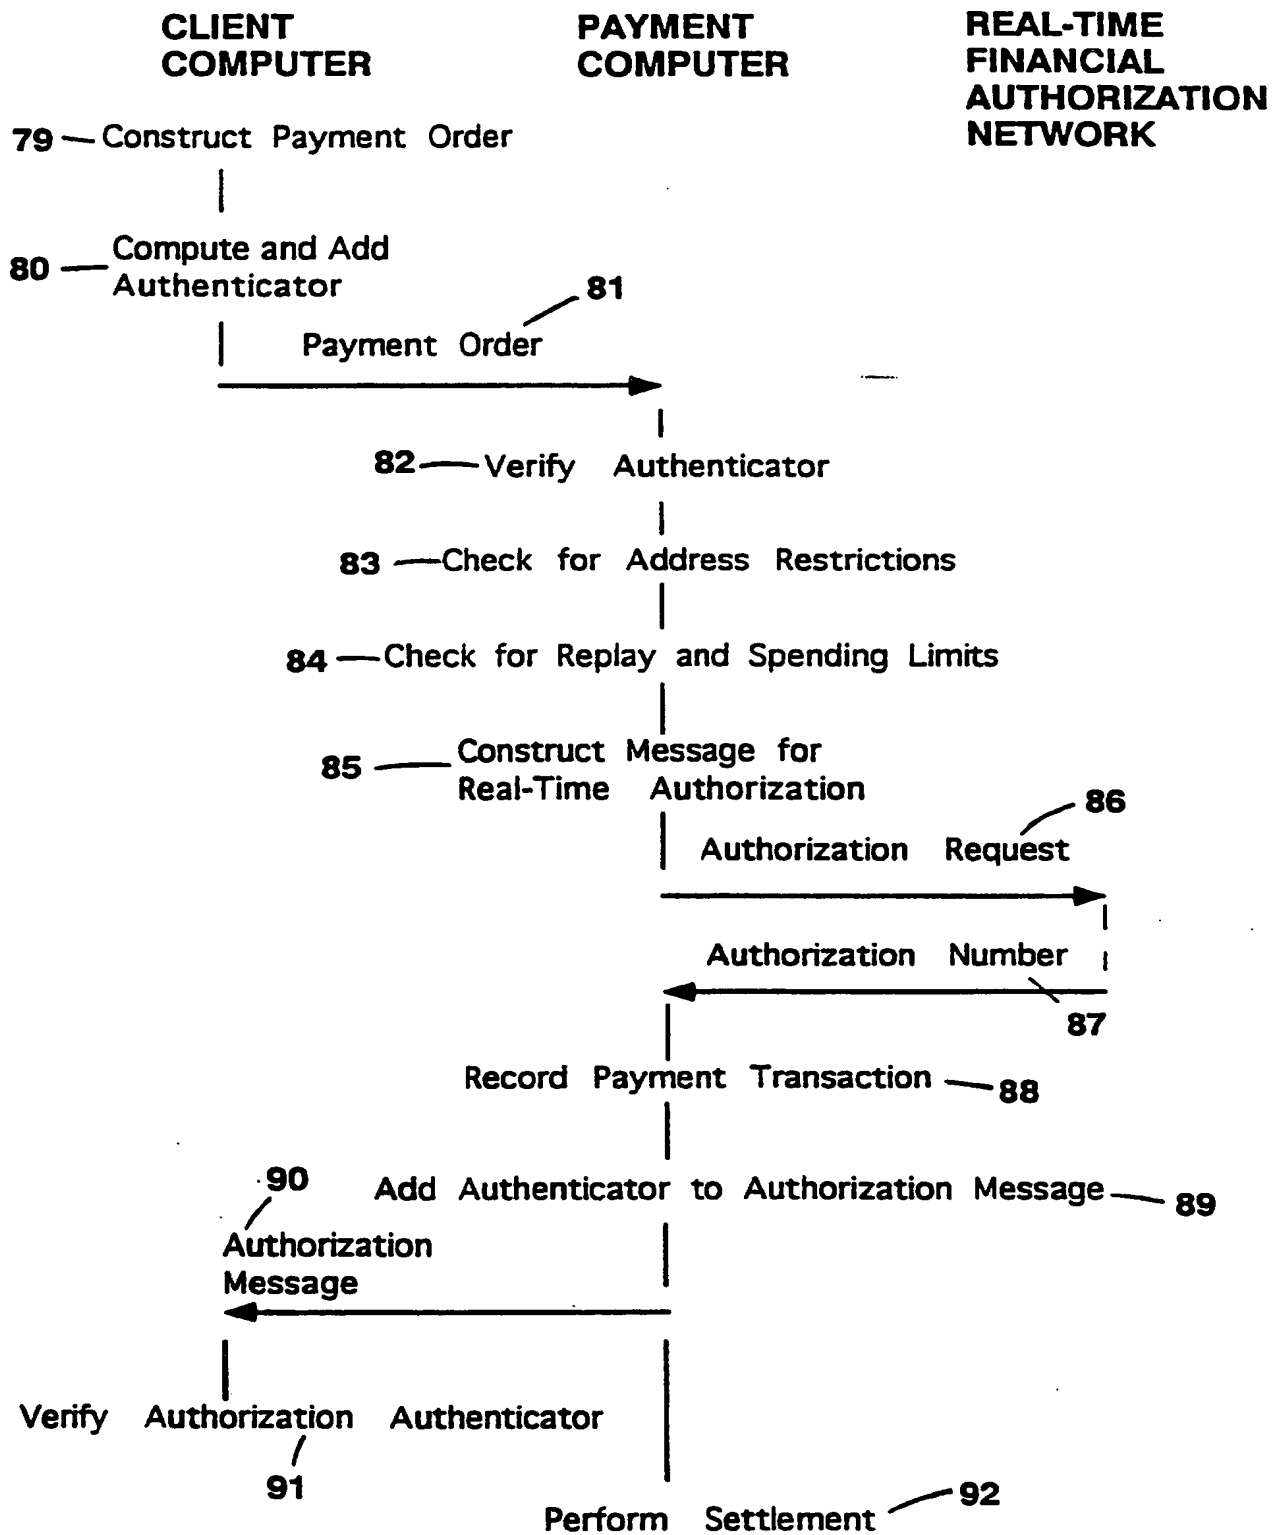 CLIENT
COMPUTER
PAYMENT
COMPUTER
REAL-TIME
FINANCIAL
AUTHORIZATION
NETWORK
79 Construct Payment Order
80 Compute and Add
Authenticator
81
Payment Order
82 Verify Authenticator
83 Check for Address Restrictions
84 Check for Replay and Spending Limits
85 Construct Message for
Real-Time Authorization
86
Authorization Request
Authorization Number
87
Record Payment Transaction 88
Add Authenticator to Authorization Message 89
90
Authorization
Message
Verify Authorization Authenticator
91
Perform Settlement 92